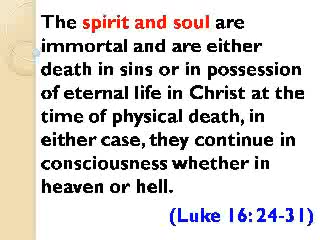 The spirit and soul are
immortal and are either
death in sins or in possession
of eternal life in Christ at the
time of physical death, in
either case, they continue in
consciousness whether in
heaven or hell.
(Luke 16: 24-31)